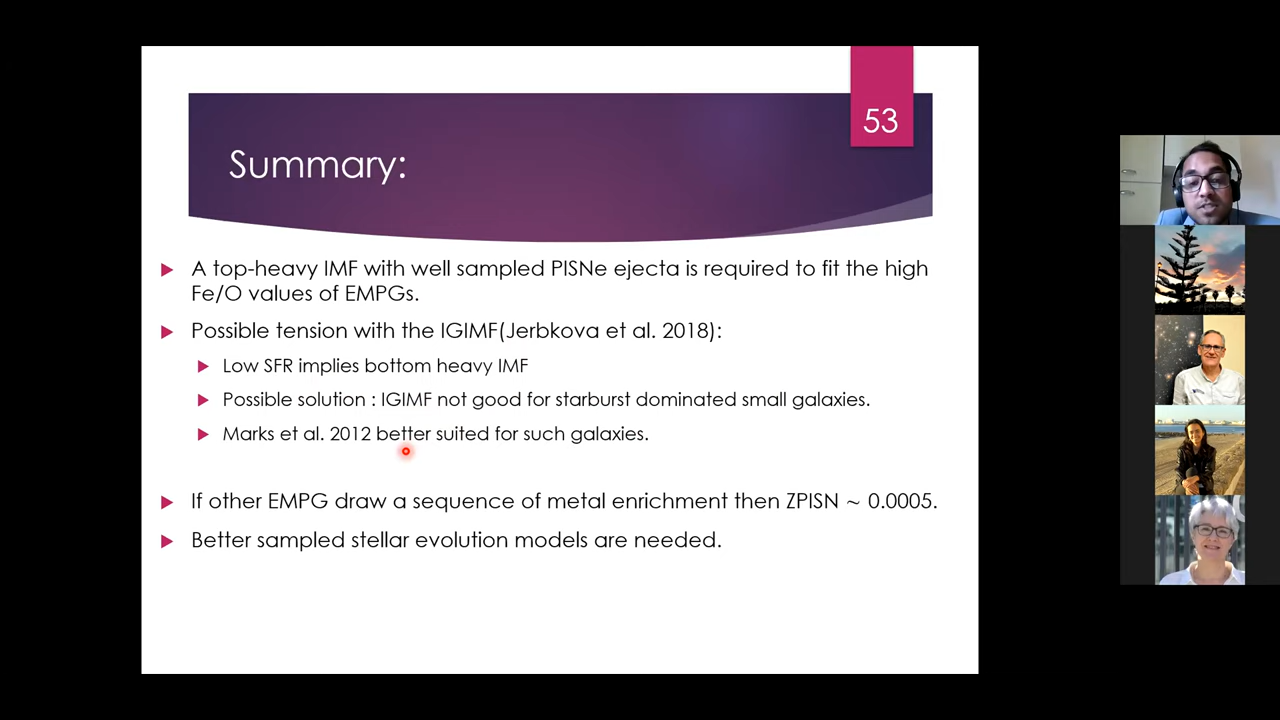 53
Summary:
A top-heavy IMF with well sampled PISNe ejecta is required to fit the high
Fe/O values of EMPGs.
Possible tension with the IGIMF(Jerbkova et al. 2018):
Low SFR implies bottom heavy IMF
Possible solution : IGIMF not good for starburst dominated small galaxies.
Marks et al. 2012 better suited for such galaxies.
If other EMPG draw a sequence of metal enrichment then ZPISN ~ 0.0005.
Better sampled stellar evolution models are needed.